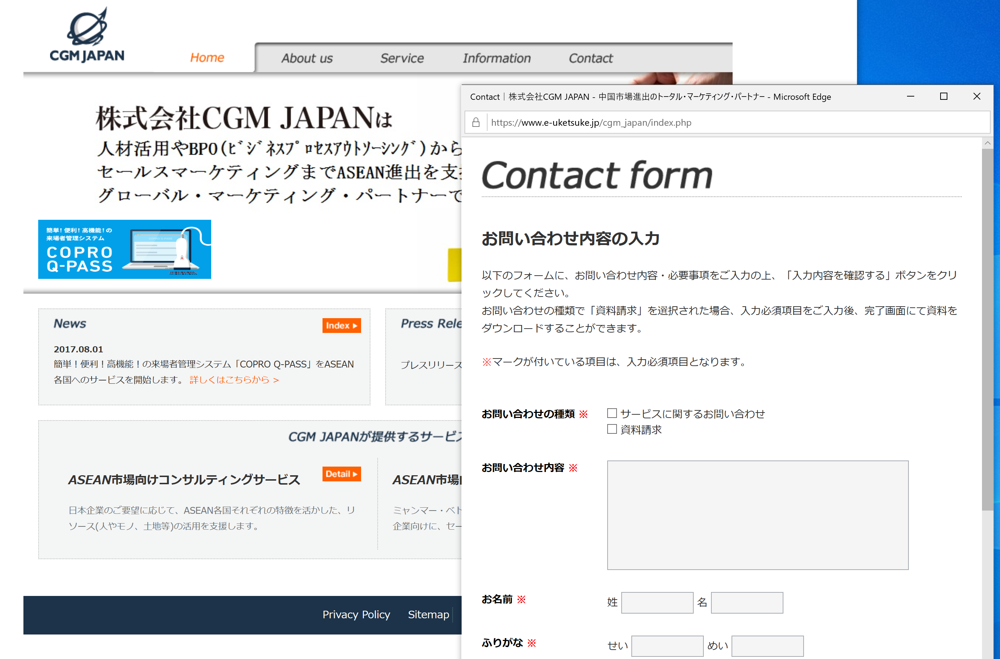 CGM JAPAN
Home
About us
Service
Information
Contact
株式会社CGM JAPANは
人材活用やBPO(ﾋﾞｼﾞﾈｽﾌﾟﾛｾｽｱｳﾄｿｰｼﾝｸﾞ)から
セールスマーケティングまでASEAN進出を支
グローバル・マーケティング・パートナーで
簡単！便利！高機能！の
来場者管理システム
COPRO
Q-PASS
COPRO Q-PASS
News
Index
2017.08.01
簡単！便利！高機能！の来場者管理システム「COPRO Q-PASS」をASEAN
各国へのサービスを開始します。 詳しくはこちらから >
Press Rele
プレスリリース
CGM JAPANが提供するサービス
ASEAN市場向けコンサルティングサービス
Detail
日本企業のご要望に応じて、ASEAN各国それぞれの特徴を活かした、リ
ソース(人やモノ、土地等)の活用を支援します。
ASEAN市場
ミャンマー・ベト
企業向けに、セー
Privacy Policy
Sitemap
Contact｜株式会社CGM JAPAN - 中国市場進出のトータル・マーケティング・パートナー - Microsoft Edge
https://www.e-uketsuke.jp/cgm_japan/index.php
Contact form
お問い合わせ内容の入力
以下のフォームに、お問い合わせ内容・必要事項をご入力の上、「入力内容を確認する」ボタンをクリ
ックしてください。
お問い合わせの種類で「資料請求」を選択された場合、入力必須項目をご入力後、完了画面にて資料を
ダウンロードすることができます。
※マークが付いている項目は、入力必須項目となります。
お問い合わせの種類 ※
サービスに関するお問い合わせ
資料請求
お問い合わせ内容 ※
お名前 ※
姓
名
ふりがな ※
せい
めい